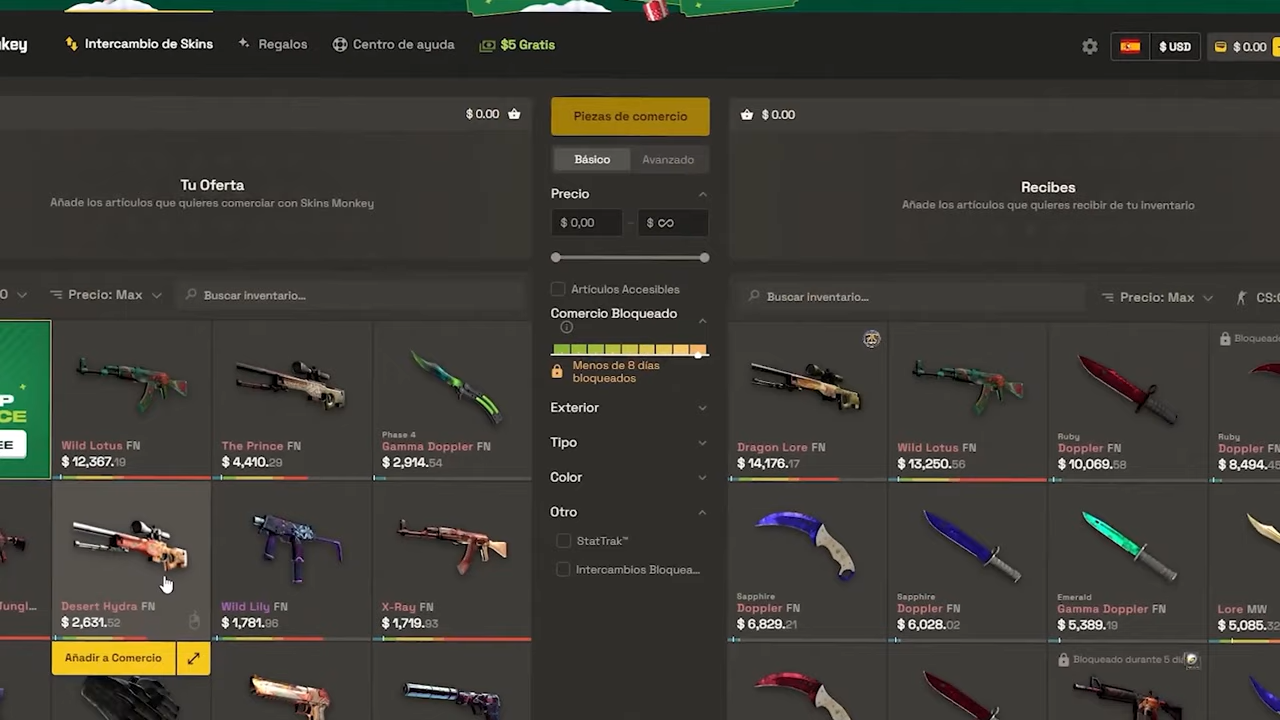 nkey
Intercambio de Skins
Regalos
Centro de ayuda
$5 Gratis
$ USD
$ 0.00
$ 0.00
Piezas de comercio
$ 0.00
Básico
Avanzado
Tu Oferta
Añade los artículos que quieres comerciar con Skins Monkey
Recibes
Añade los artículos que quieres recibir de tu inventario
Precio
$ 0,00
$ ∞
0
Precio: Max
Buscar inventario...
Artículos Accesibles
Buscar inventario...
Precio: Max
Comercio Bloqueado
Menos de 8 días
bloqueados
Exterior
Tipo
Color
Otro
StatTrak™
Intercambios Bloquea...
P
CE
EE
Wild Lotus FN
$ 12,367.19
The Prince FN
$ 4,410.29
Phase 4
Gamma Doppler FN
$ 2,914.54
Dragon Lore FN
$ 14,176.17
Wild Lotus FN
$ 13,250.56
Ruby
Doppler FN
$ 10,069.58
Bloqueado
Ruby
Doppler F
$ 8,494.
Jungl...
Desert Hydra FN
$ 2,631.52
Añadir a Comercio
Wild Lily FN
$ 1,781.96
X-Ray FN
$ 1,719.93
Sapphire
Doppler FN
$ 6,829.21
Sapphire
Doppler FN
$ 6,028.02
Emerald
Gamma Doppler FN
$ 5,389.19
Lore MW
$ 5,085.32
Bloqueado durante 5 dí